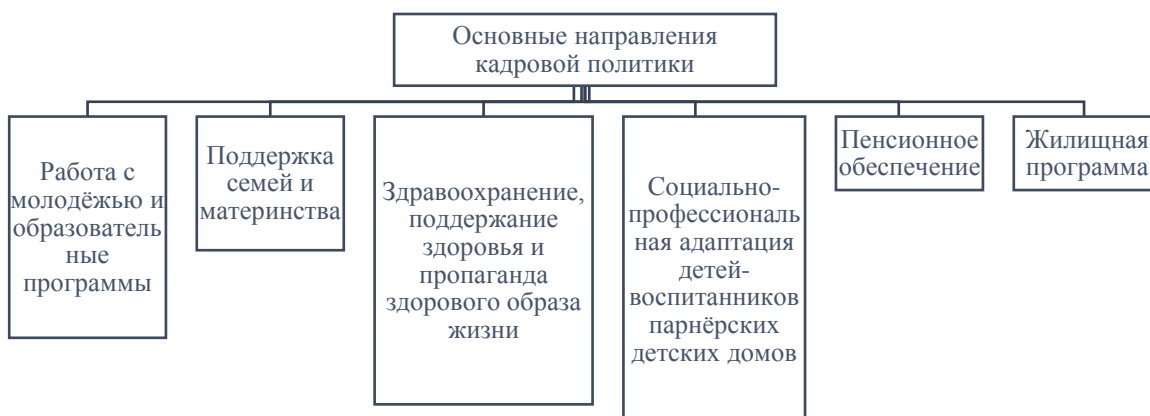 Основные направления
кадровой политики
Работа с
молодёжью и
образователь
ные
программы
Поддержка
семей и
материнства
Здравоохранение,
поддержание
здоровья и
пропаганда
здорового образа
жизни
Социально-
профессиональ
ная адаптация
детей-
воспитанников
парнёрских
детских домов
Пенсионное
обеспечение
Жилищная
программа